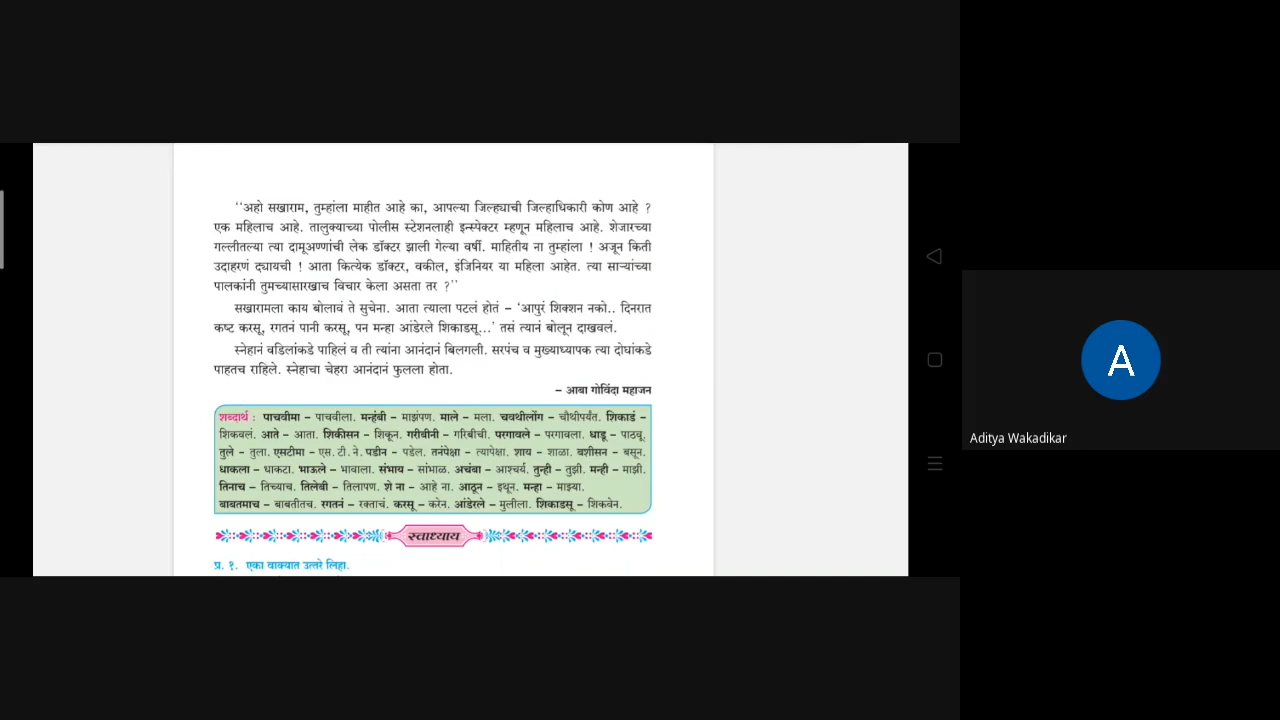 ‘‘अहो सखाराम, तुम्हांला माहीत आहे का, आपल्या जिल्ह्याची जिल्हाधिकारी कोण आहे ?
एक महिलाच आहे. तालुक्याच्या पोलीस स्टेशनलाही इन्स्पेक्टर म्हणून महिलाच आहे. शेजारच्या
गल्लीतल्या त्या दामूअण्णांची लेक डॉक्टर झाली गेल्या वर्षी. माहितीय ना तुम्हांला ! अजून किती
उदाहरणं द्यायची ! आता कित्येक डॉक्टर, वकील, इंजिनियर या महिला आहेत. त्या साऱ्यांच्या
पालकांनी तुमच्यासारखाच विचार केला असता तर ?’’
सखारामला काय बोलावं ते सुचेना. आता त्याला पटलं होतं – ‘आपुरं शिक्शन नको.. दिनरात
कष्ट करसू, रगतनं पानी करसू, पन मन्हा आंडेरले शिकाडसू...’ तसं त्यानं बोलून दाखवलं.
स्नेहानं वडिलांकडे पाहिलं व ती त्यांना आनंदानं बिलगली. सरपंच व मुख्याध्यापक त्या दोघांकडे
पाहतच राहिले. स्नेहाचा चेहरा आनंदानं फुलला होता.
– आबा गोविंदा महाजन
शब्दार्थ : पाचवीमा – पाचवीला. मन्हंबी – माझंपण. माले – मला. चवथीलोंग – चौथीपर्यंत. शिकाडं –
शिकवलं. आते – आता. शिकीसन – शिकून. गरीबीनी – गरिबीची. परगावले – परगावला. धाडू – पाठवू.
तुले – तुला. एसटीमा – एस. टी. ने. पडीन – पडेल. तनंपेक्षा – त्यापेक्षा. शाय – शाळा. बशीसन – बसून.
धाकला – धाकटा. भाऊले – भावाला. संभाय – सांभाळ. अचंबा – आश्चर्य. तुन्ही – तुझी. मन्ही – माझी.
तिनाच – तिच्याच. तिलेबी – तिलापण. शे ना – आहे ना. आठून – इथून. मन्हा – माझ्या.
बाबतमाच – बाबतीतच. रगतनं – रक्ताचं. करसू – करेन. आंडेरले – मुलीला. शिकाडसू – शिकवेन.
स्वाध्याय
प्र. १. एका वाक्यात उत्तरे लिहा.
A
Aditya Wakadikar